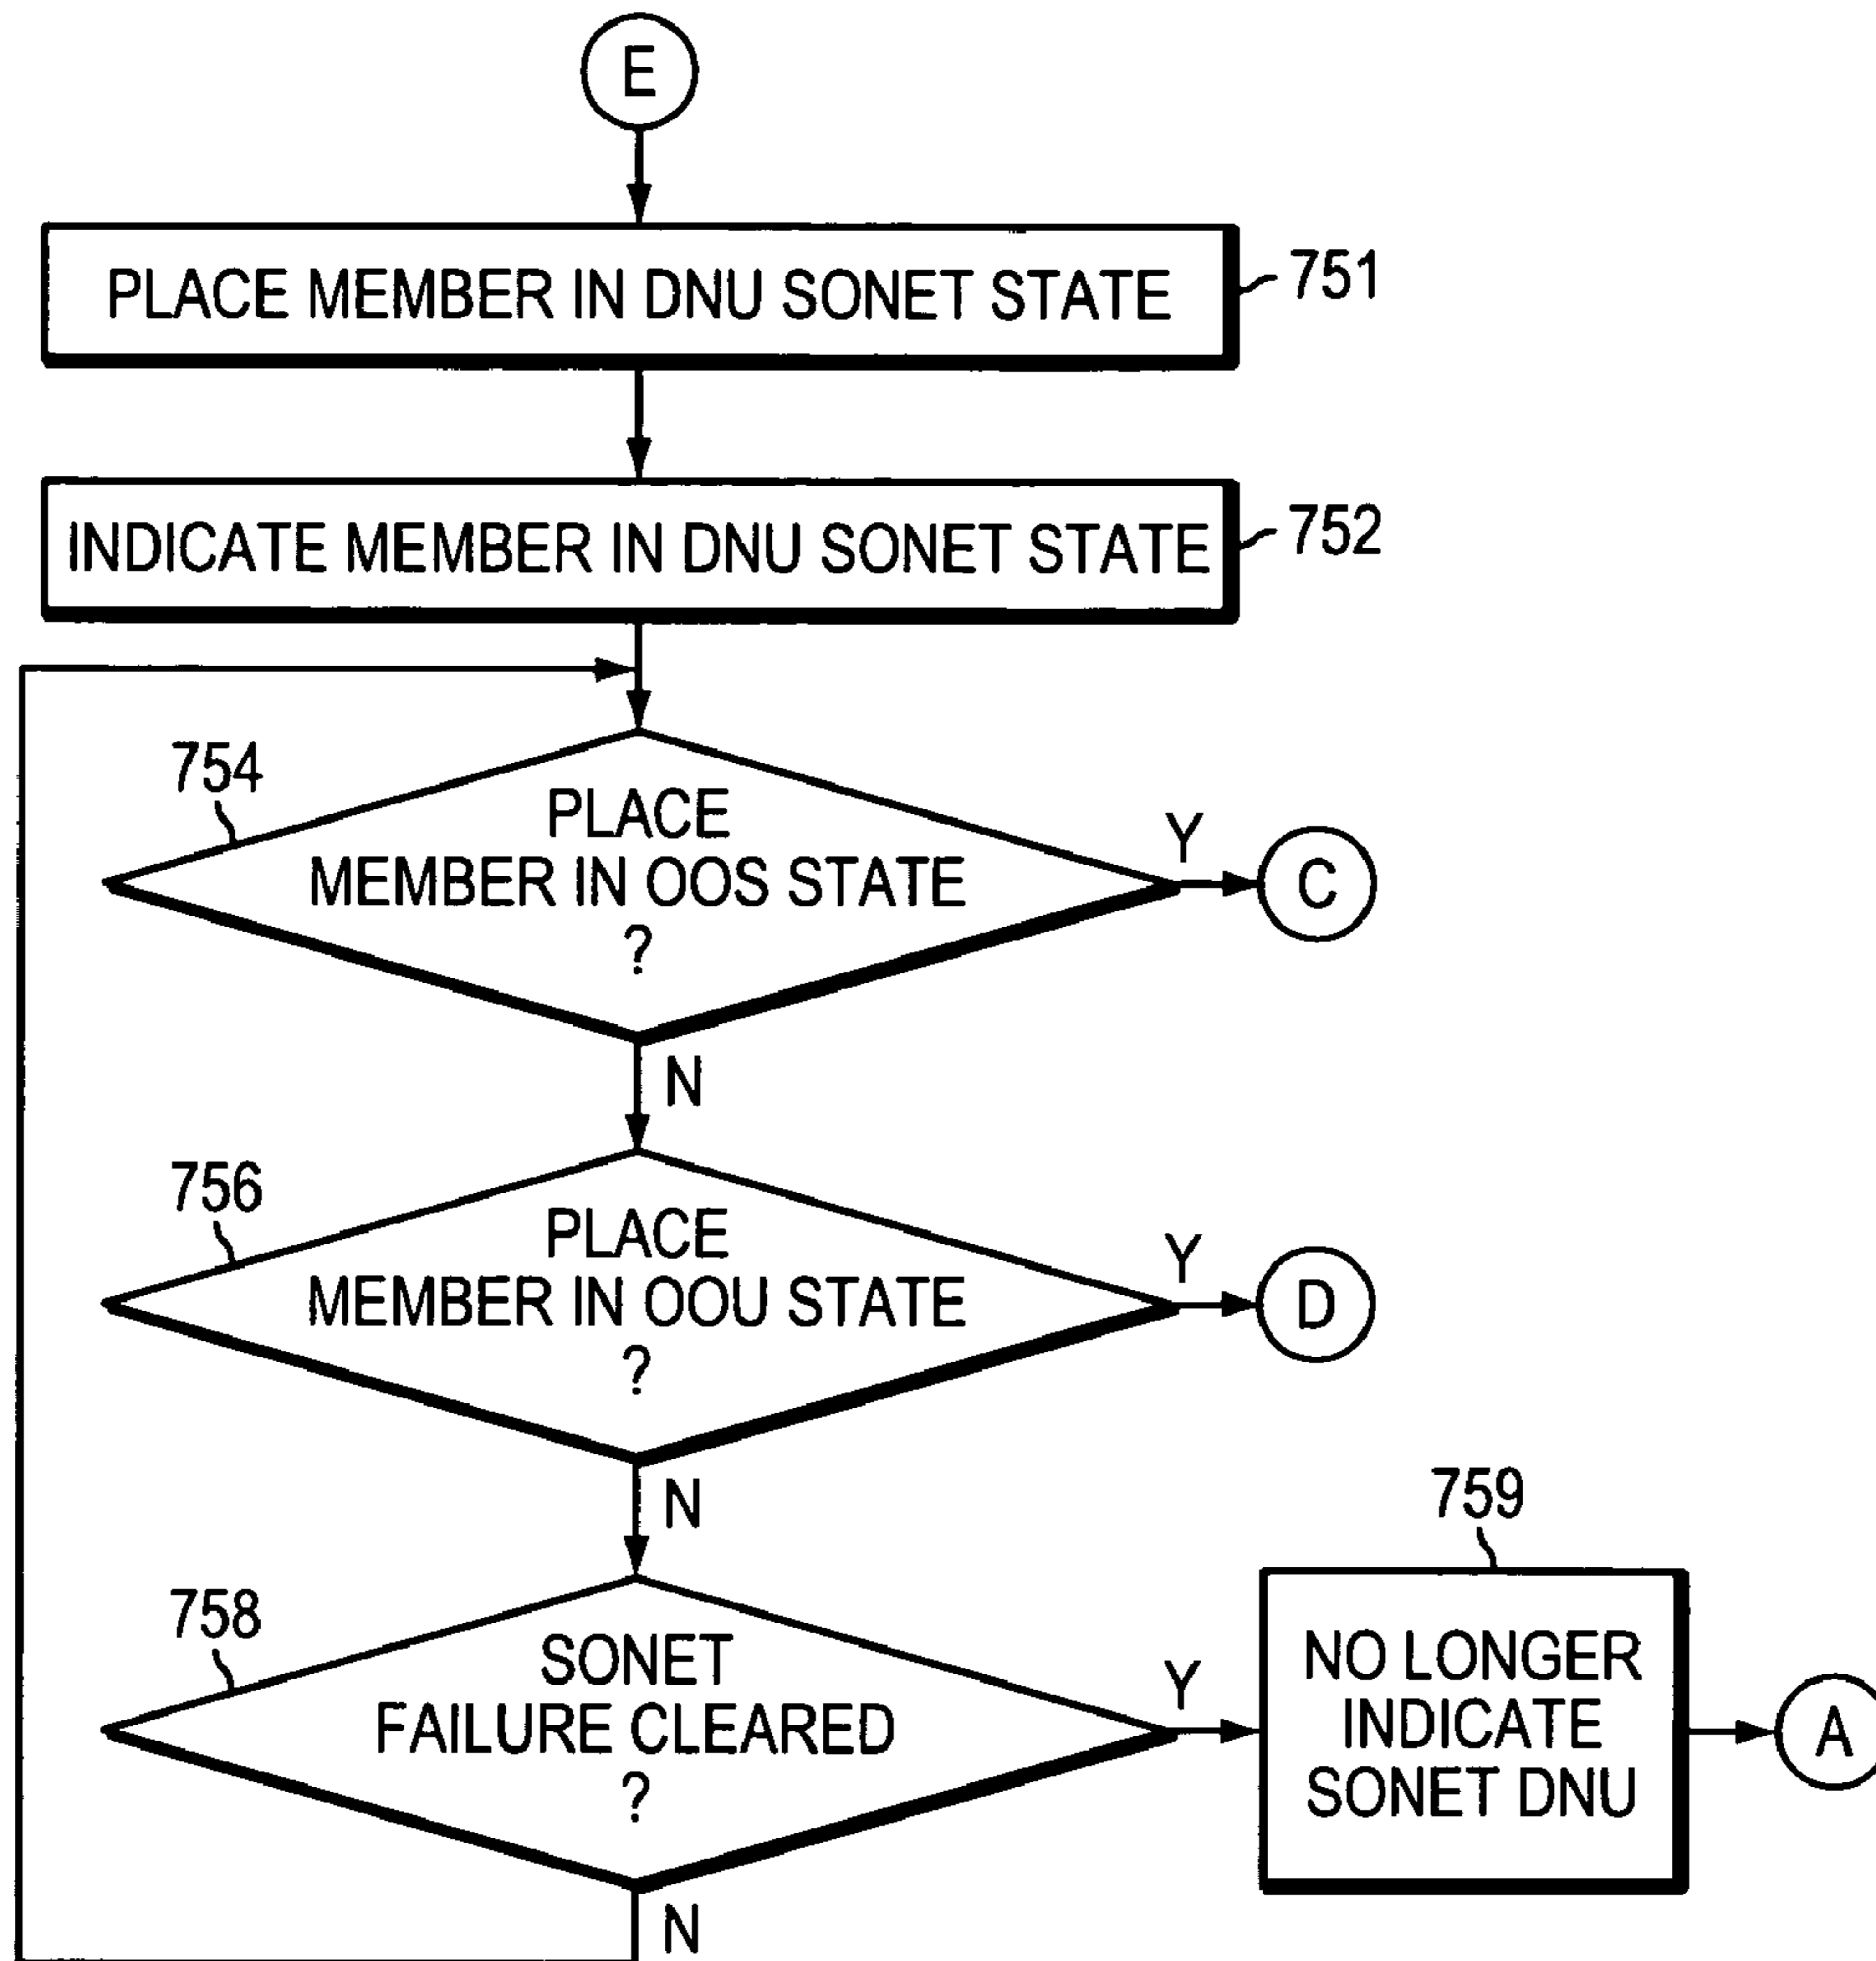 E
PLACE MEMBER IN DNU SONET STATE
751
INDICATE MEMBER IN DNU SONET STATE
752
754
PLACE
MEMBER IN OOS STATE
?
Y
C
N
756
PLACE
MEMBER IN OOU STATE
?
Y
D
N
758
SONET
FAILURE CLEARED
?
Y
759
NO LONGER
INDICATE
SONET DNU
A
N